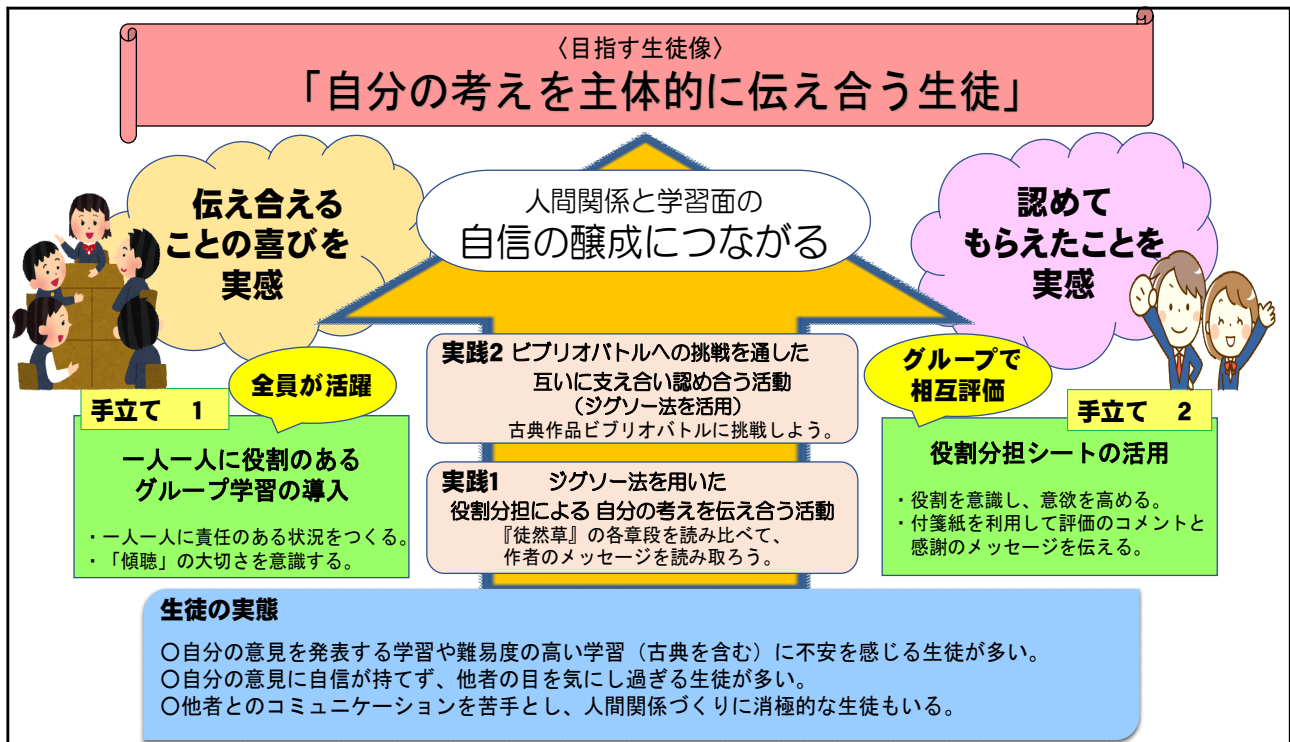 〈目指す生徒像〉
「自分の考えを主体的に伝え合う生徒」
伝え合える
ことの喜びを
実感
人間関係と学習面の
自信の醸成につながる
認めて
もらえたことを
実感
全員が活躍
手立て　1
一人一人に役割のある
グループ学習の導入
・一人一人に責任のある状況をつくる。
・「傾聴」の大切さを意識する。
実践2 ビブリオバトルへの挑戦を通した
互いに支え合い認め合う活動
（ジグソー法を活用）
古典作品ビブリオバトルに挑戦しよう。
実践1　ジグソー法を用いた
役割分担による 自分の考えを伝え合う活動
『徒然草』の各章段を読み比べて、
作者のメッセージを読み取ろう。
グループで
相互評価
手立て　2
役割分担シートの活用
・役割を意識し、意欲を高める。
・付箋紙を利用して評価のコメントと
感謝のメッセージを伝える。
生徒の実態
○自分の意見を発表する学習や難易度の高い学習（古典を含む）に不安を感じる生徒が多い。
○自分の意見に自信が持てず、他者の目を気にし過ぎる生徒が多い。
○他者とのコミュニケーションを苦手とし、人間関係づくりに消極的な生徒もいる。